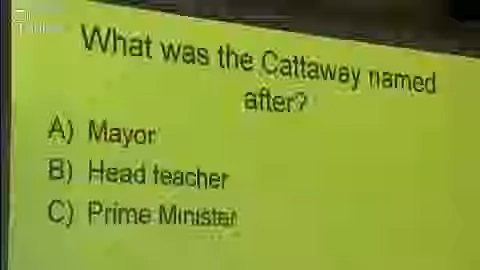 What was the Cattaway named
after?
A) Mayor
B) Head teacher
C) Prime Minister